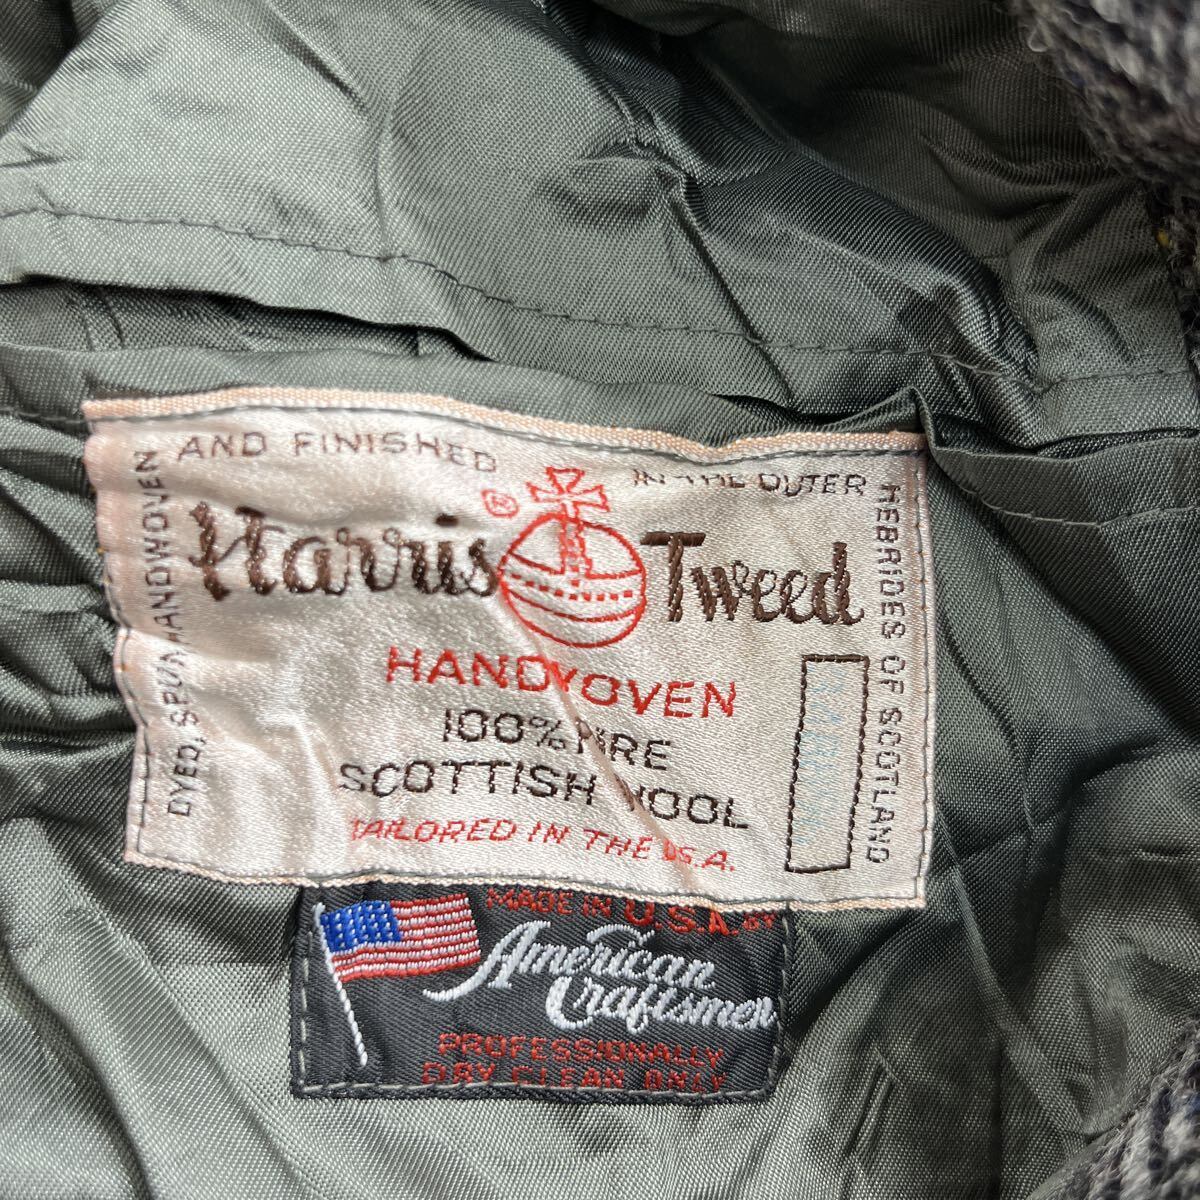 DYED, SPUN, HANDWOVEN
AND FINISHED
IN THE OUTER
HEBRIDES OF SCOTLAND
Harris ® Tweed
HANDWOVEN
100% PURE
SCOTTISH WOOL
TAILORED IN THE U.S.A.
MADE IN U.S.A. BY
American
Craftsmen
PROFESSIONALLY
DRY CLEAN ONLY